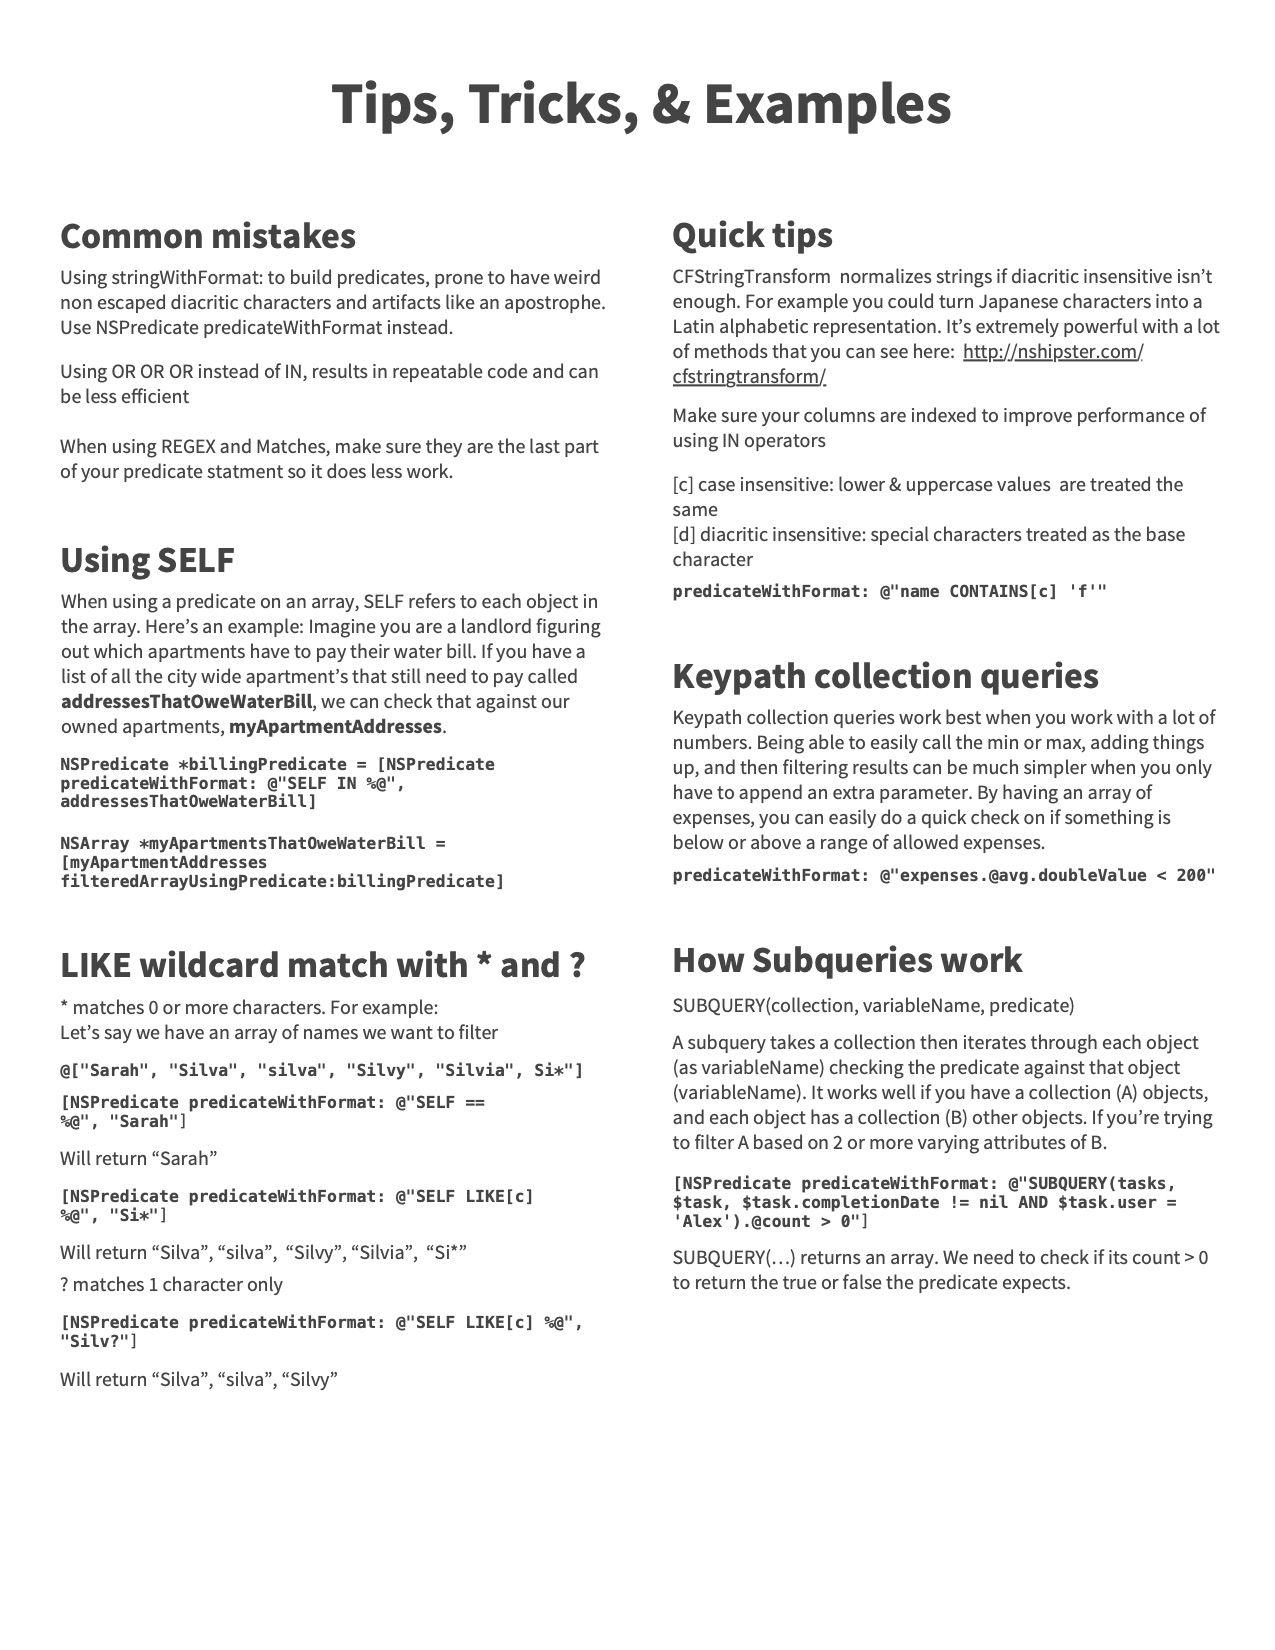 Tips, Tricks, & Examples
Common mistakes
Using stringWithFormat: to build predicates, prone to have weird
non escaped diacritic characters and artifacts like an apostrophe.
Use NSPredicate predicateWithFormat instead.
Using OR OR OR instead of IN, results in repeatable code and can
be less efficient
When using REGEX and Matches, make sure they are the last part
of your predicate statment so it does less work.
Using SELF
When using a predicate on an array, SELF refers to each object in
the array. Here’s an example: Imagine you are a landlord figuring
out which apartments have to pay their water bill. If you have a
list of all the city wide apartment’s that still need to pay called
addressesThatOweWaterBill, we can check that against our
owned apartments, myApartmentAddresses.
NSPredicate *billingPredicate = [NSPredicate
predicateWithFormat: @"SELF IN %@",
addressesThatOweWaterBill]
NSArray *myApartmentsThatOweWaterBill =
[myApartmentAddresses
filteredArrayUsingPredicate:billingPredicate]
LIKE wildcard match with * and ?
* matches 0 or more characters. For example:
Let’s say we have an array of names we want to filter
@["Sarah", "Silva", "silva", "Silvy", "Silvia", Si*"]
[NSPredicate predicateWithFormat: @"SELF ==
%@", "Sarah"]
Will return “Sarah”
[NSPredicate predicateWithFormat: @"SELF LIKE[c]
%@", "Si*"]
Will return “Silva”, “silva”, “Silvy”, “Silvia”, “Si*”
? matches 1 character only
[NSPredicate predicateWithFormat: @"SELF LIKE[c] %@",
"Silv?"]
Will return “Silva”, “silva”, “Silvy”
Quick tips
CFStringTransform normalizes strings if diacritic insensitive isn’t
enough. For example you could turn Japanese characters into a
Latin alphabetic representation. It’s extremely powerful with a lot
of methods that you can see here: http://nshipster.com/
cfstringtransform/
Make sure your columns are indexed to improve performance of
using IN operators
[c] case insensitive: lower & uppercase values are treated the
same
[d] diacritic insensitive: special characters treated as the base
character
predicateWithFormat: @"name CONTAINS[c] 'f'"
Keypath collection queries
Keypath collection queries work best when you work with a lot of
numbers. Being able to easily call the min or max, adding things
up, and then filtering results can be much simpler when you only
have to append an extra parameter. By having an array of
expenses, you can easily do a quick check on if something is
below or above a range of allowed expenses.
predicateWithFormat: @"expenses.@avg.doubleValue < 200"
How Subqueries work
SUBQUERY(collection, variableName, predicate)
A subquery takes a collection then iterates through each object
(as variableName) checking the predicate against that object
(variableName). It works well if you have a collection (A) objects,
and each object has a collection (B) other objects. If you’re trying
to filter A based on 2 or more varying attributes of B.
[NSPredicate predicateWithFormat: @"SUBQUERY(tasks,
$task, $task.completionDate != nil AND $task.user =
'Alex').@count > 0"]
SUBQUERY(…) returns an array. We need to check if its count > 0
to return the true or false the predicate expects.